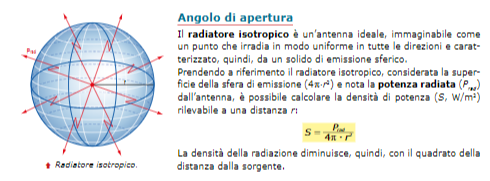 Angolo di apertura
Il radiatore isotropico è un'antenna ideale, immaginabile come
un punto che irradia in modo uniforme in tutte le direzioni e carat-
terizzato, quindi, da un solido di emissione sferico.
Prendendo a riferimento il radiatore isotropico, considerata la super-
ficie della sfera di emissione (4π·r²) e nota la potenza radiata (Prad)
dall'antenna, è possibile calcolare la densità di potenza (S, W/m²)
rilevabile a una distanza r:
S = Prad / 4π · r²
La densità della radiazione diminuisce, quindi, con il quadrato della
distanza dalla sorgente.
Prad
r
Radiatore isotropico.